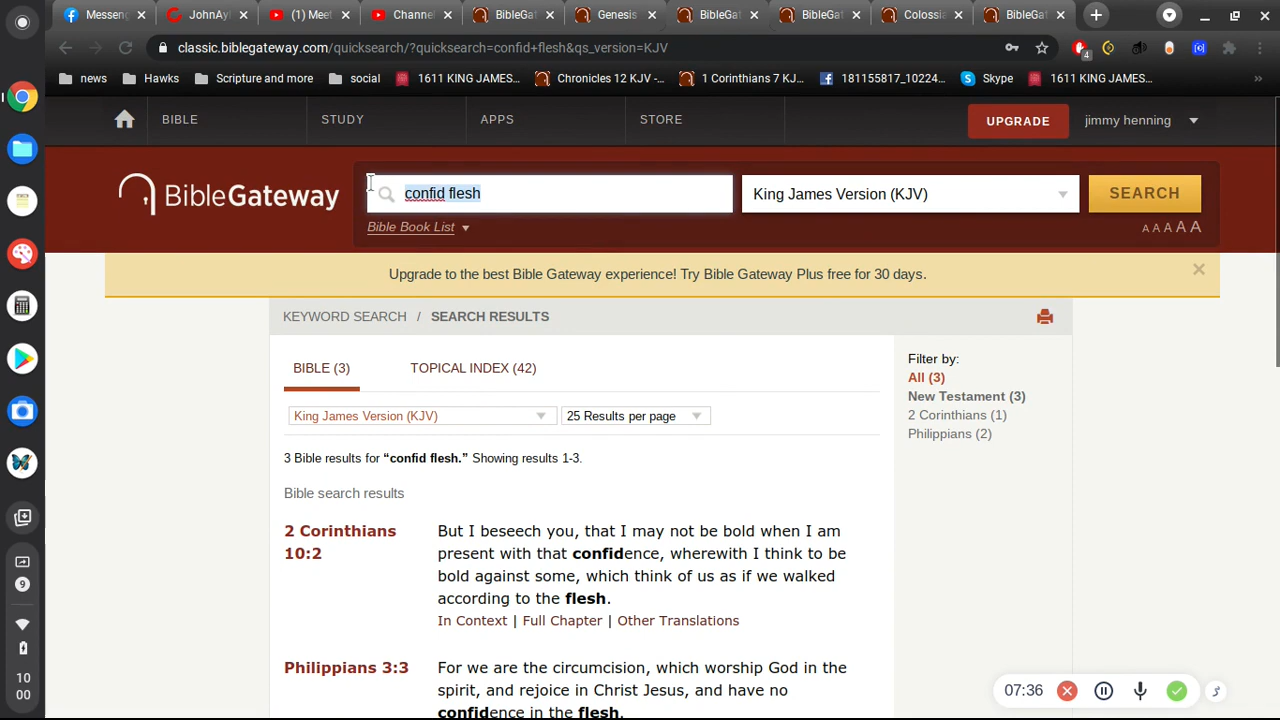 Messeng
JohnAyl
(1) Meet
Channel
BibleGat
Genesis
BibleGat
BibleGat
Colossia
BibleGat
classic.biblegateway.com/quicksearch/?quicksearch=confid+flesh&qs_version=KJV
4
news
Hawks
Scripture and more
social
1611 KING JAMES...
Chronicles 12 KJV -...
1 Corinthians 7 KJ...
181155817_10224...
Skype
1611 KING JAMES...
BIBLE
STUDY
APPS
STORE
UPGRADE
jimmy henning
BibleGateway
confid flesh
King James Version (KJV)
SEARCH
Bible Book List
A A A A A
Upgrade to the best Bible Gateway experience! Try Bible Gateway Plus free for 30 days.
KEYWORD SEARCH / SEARCH RESULTS
BIBLE (3)
TOPICAL INDEX (42)
King James Version (KJV)
25 Results per page
3 Bible results for “confid flesh.” Showing results 1-3.
Bible search results
2 Corinthians
10:2
But I beseech you, that I may not be bold when I am
present with that confidence, wherewith I think to be
bold against some, which think of us as if we walked
according to the flesh.
In Context | Full Chapter | Other Translations
Philippians 3:3
For we are the circumcision, which worship God in the
spirit, and rejoice in Christ Jesus, and have no
confidence in the flesh.
Filter by:
All (3)
New Testament (3)
2 Corinthians (1)
Philippians (2)
07:36
9
10
00